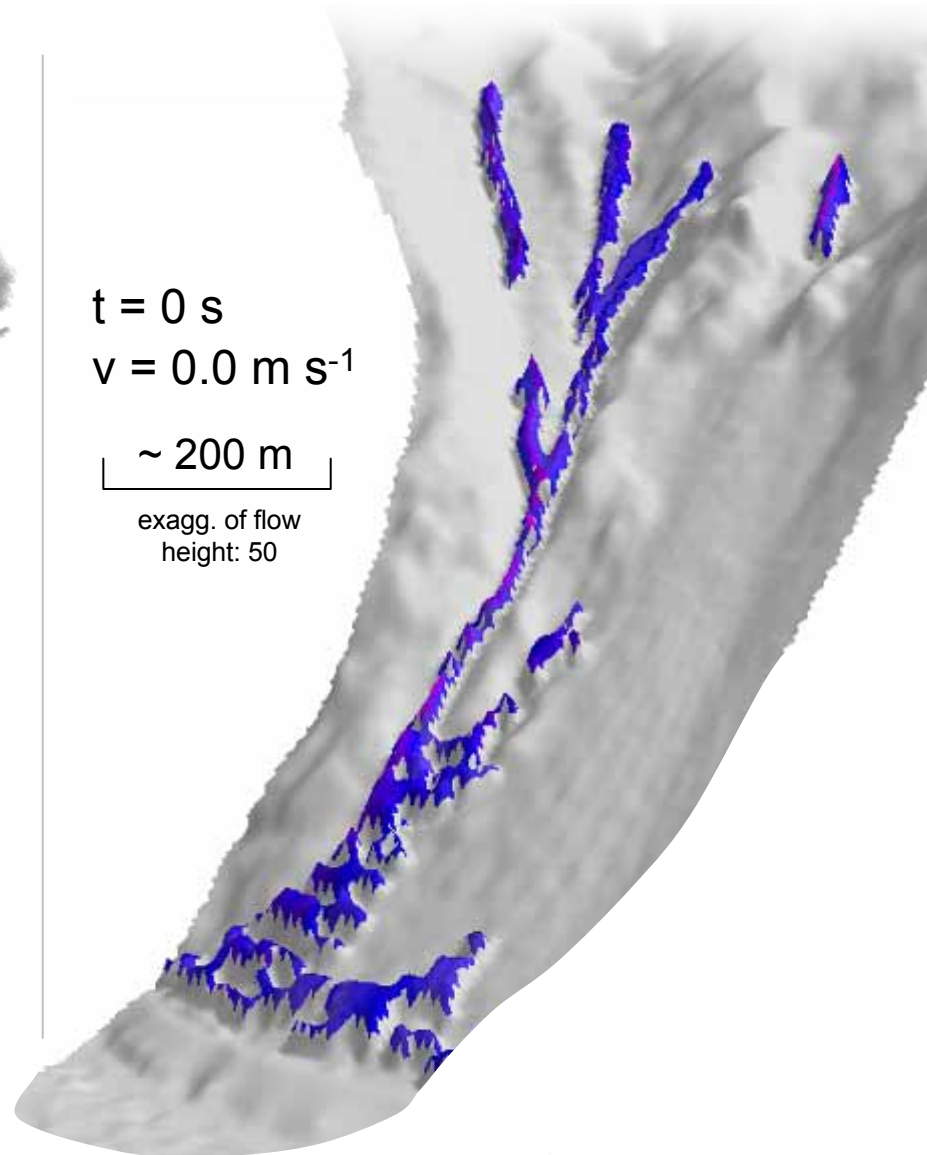 t = 0 s
v = 0.0 m s-1
~ 200 m
exagg. of flow
height: 50